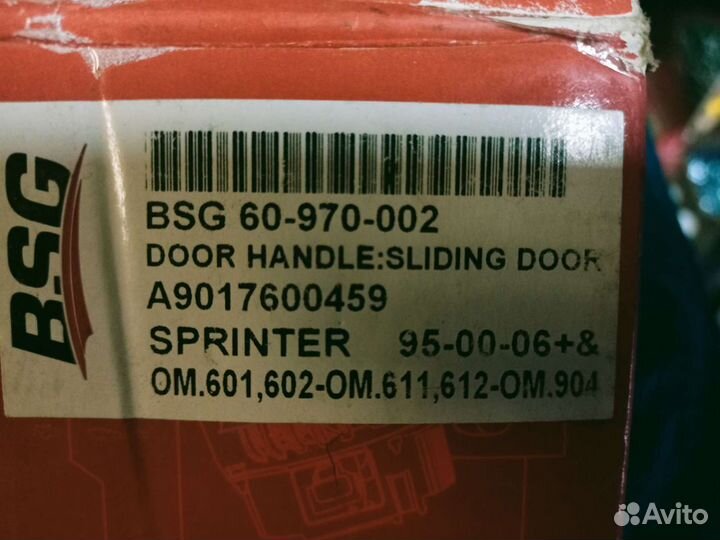 BSG
BSG 60-970-002
DOOR HANDLE:SLIDING DOOR
A9017600459
SPRINTER 95-00-06+&
OM.601,602-OM.611,612-OM.904
Avito